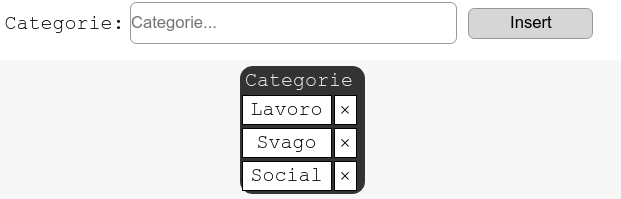 Categorie: Categorie... Insert
Categorie
Lavoro ×
Svago ×
Social ×